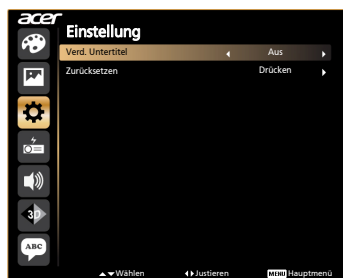 acer
Einstellung
Verd. Untertitel Aus
Zurücksetzen Drücken
3D
ABC
Wählen Justieren MENU Hauptmenü